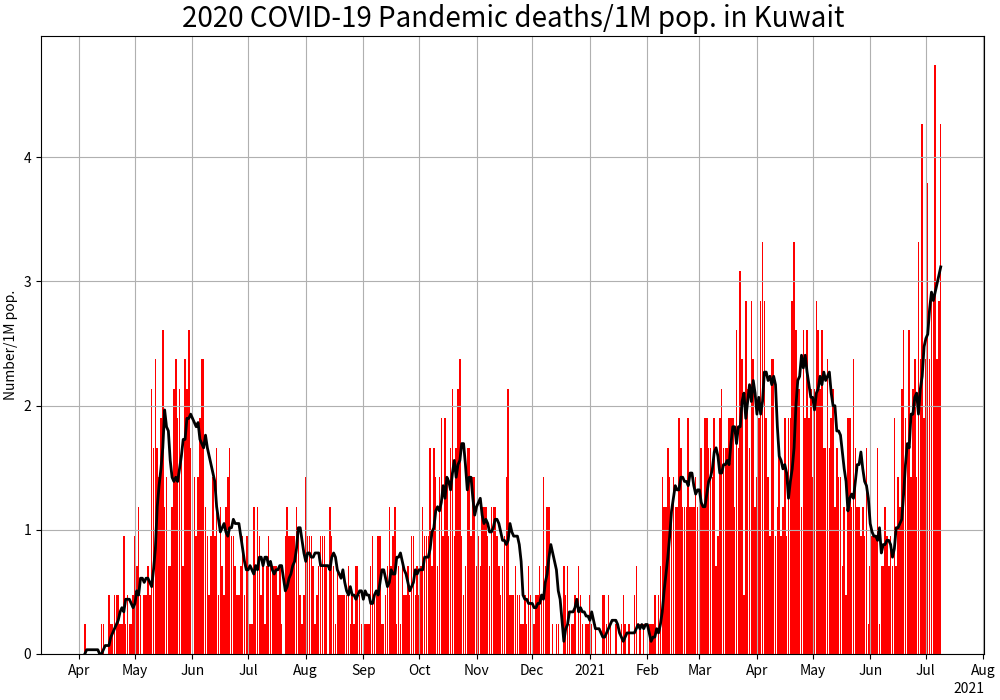 2020 COVID-19 Pandemic deaths/1M pop. in Kuwait
Number/1M pop.
4
3
2
1
0
Apr May Jun Jul Aug Sep Oct Nov Dec 2021 Feb Mar Apr May Jun Jul Aug
2021